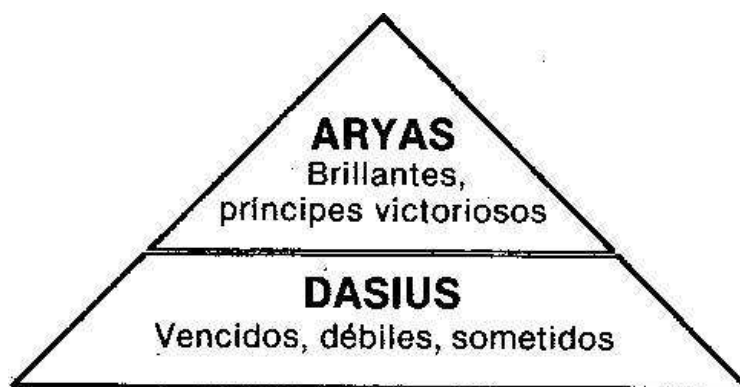 ARYAS
Brillantes,
príncipes victoriosos
DASIUS
Vencidos, débiles, sometidos